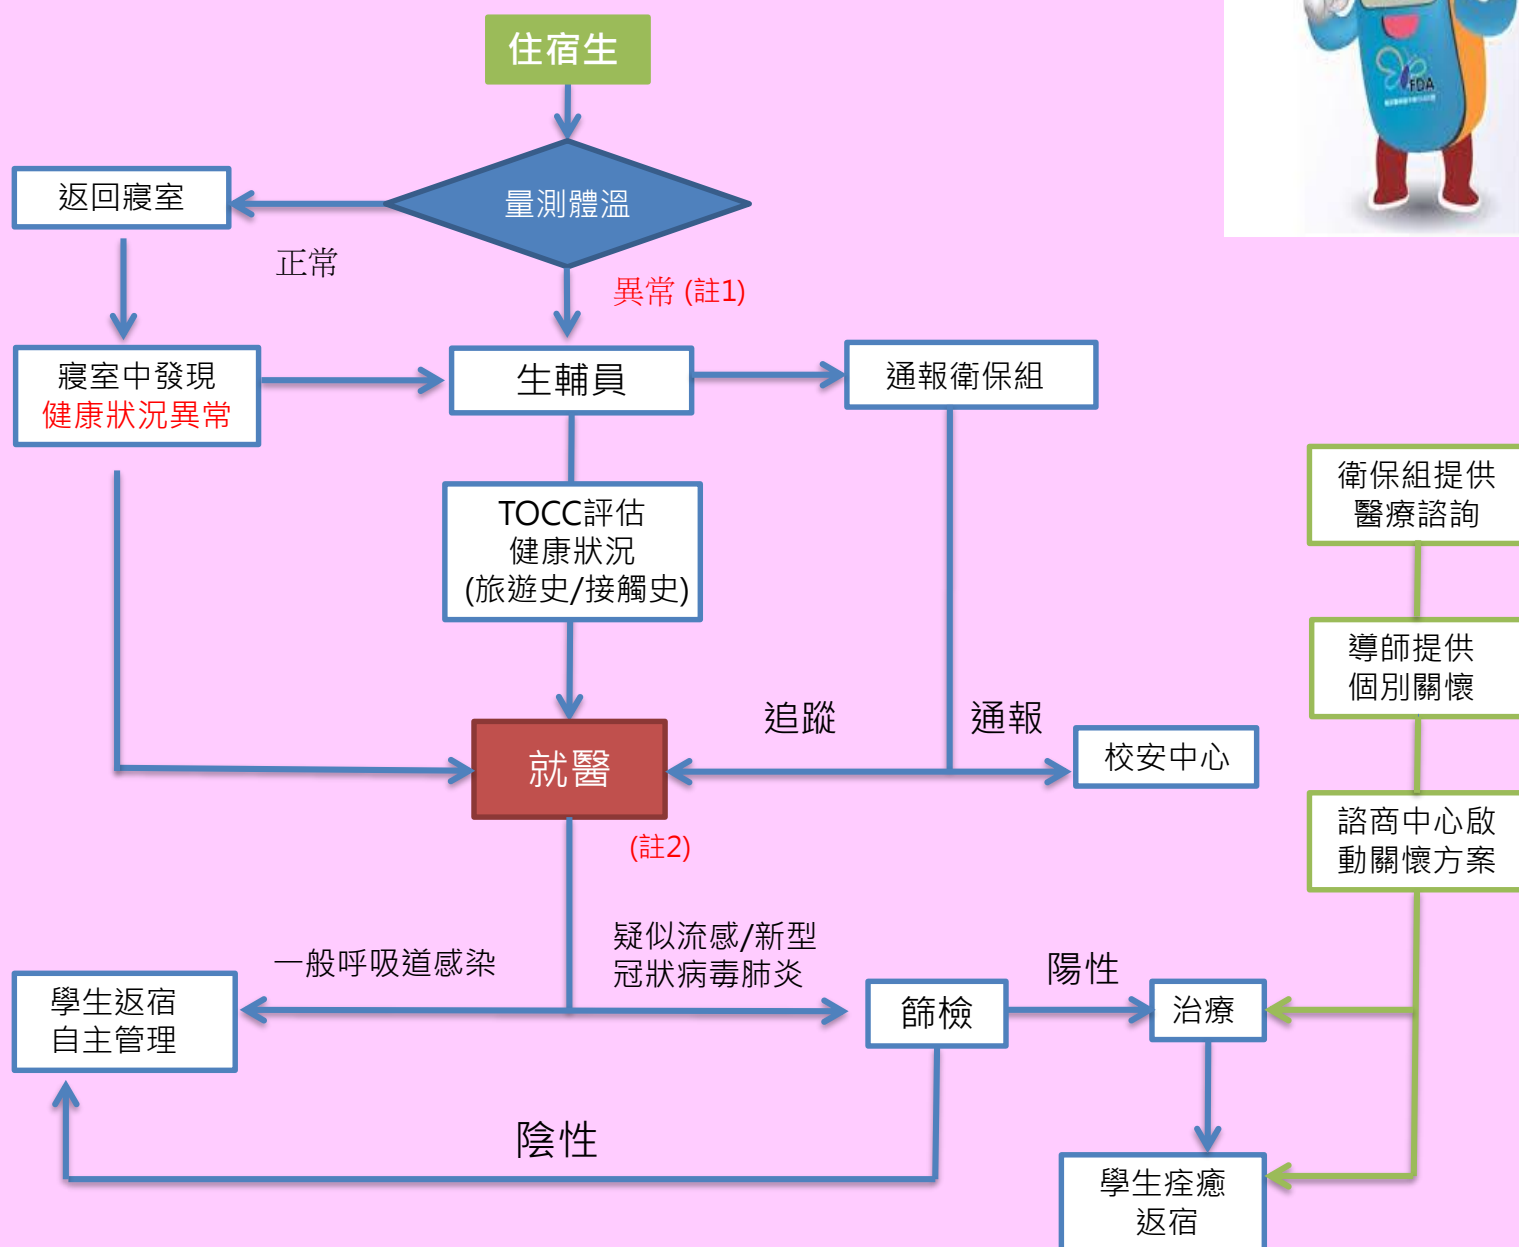 住宿生
FDA
量測體溫
返回寢室
正常
異常 (註1)
寢室中發現
健康狀況異常
生輔員
通報衛保組
TOCC評估
健康狀況
(旅遊史/接觸史)
衛保組提供
醫療諮詢
導師提供
個別關懷
追蹤
通報
就醫
校安中心
(註2)
諮商中心啟
動關懷方案
一般呼吸道感染
疑似流感/新型
冠狀病毒肺炎
陽性
學生返宿
自主管理
篩檢
治療
陰性
學生痊癒
返宿